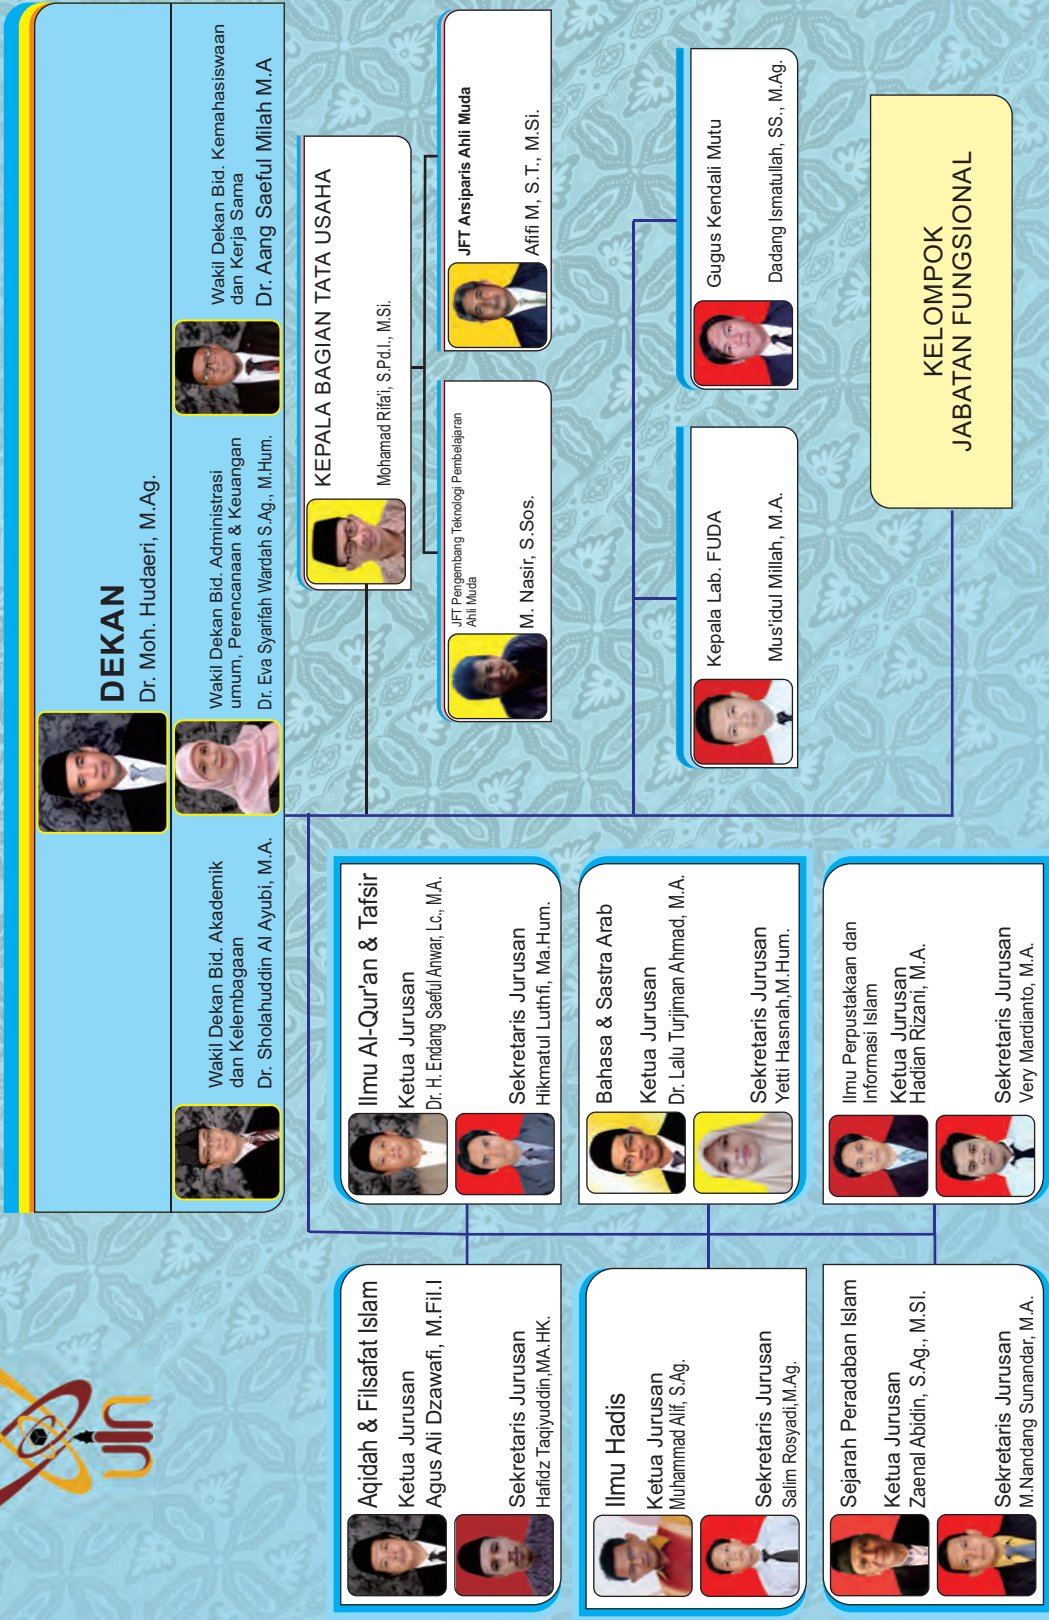 uin
DEKAN
Dr. Moh. Hudaeri, M.Ag.
Wakil Dekan Bid. Akademik
dan Kelembagaan
Dr. Sholahuddin Al Ayubi, M.A.
Wakil Dekan Bid. Administrasi
umum, Perencanaan & Keuangan
Dr. Eva Syarifah Wardah S.Ag., M.Hum.
Wakil Dekan Bid. Kemahasiswaan
dan Kerja Sama
Dr. Aang Saeful Milah M.A
KEPALA BAGIAN TATA USAHA
Mohamad Rifa'i, S.Pd.I., M.Si.
JFT Pengembang Teknologi Pembelajaran
Ahli Muda
M. Nasir, S.Sos.
JFT Arsiparis Ahli Muda
Afifi M, S.T., M.Si.
Aqidah & Filsafat Islam
Ketua Jurusan
Agus Ali Dzawafi, M.Fil.I
Sekretaris Jurusan
Hafidz Taqiyuddin,MA.HK.
Ilmu Al-Qur'an & Tafsir
Ketua Jurusan
Dr. H. Endang Saeful Anwar, Lc., M.A.
Sekretaris Jurusan
Hikmatul Luthfi, Ma.Hum.
Ilmu Hadis
Ketua Jurusan
Muhammad Alif, S.Ag.
Sekretaris Jurusan
Salim Rosyadi,M.Ag.
Bahasa & Sastra Arab
Ketua Jurusan
Dr. Lalu Turjiman Ahmad, M.A.
Sekretaris Jurusan
Yetti Hasnah,M.Hum.
Sejarah Peradaban Islam
Ketua Jurusan
Zaenal Abidin, S.Ag., M.SI.
Sekretaris Jurusan
M.Nandang Sunandar, M.A.
Ilmu Perpustakaan dan
Informasi Islam
Ketua Jurusan
Hadian Rizani, M.A.
Sekretaris Jurusan
Very Mardianto, M.A.
Kepala Lab. FUDA
Mus'idul Millah, M.A.
Gugus Kendali Mutu
Dadang Ismatullah, SS., M.Ag.
KELOMPOK
JABATAN FUNGSIONAL